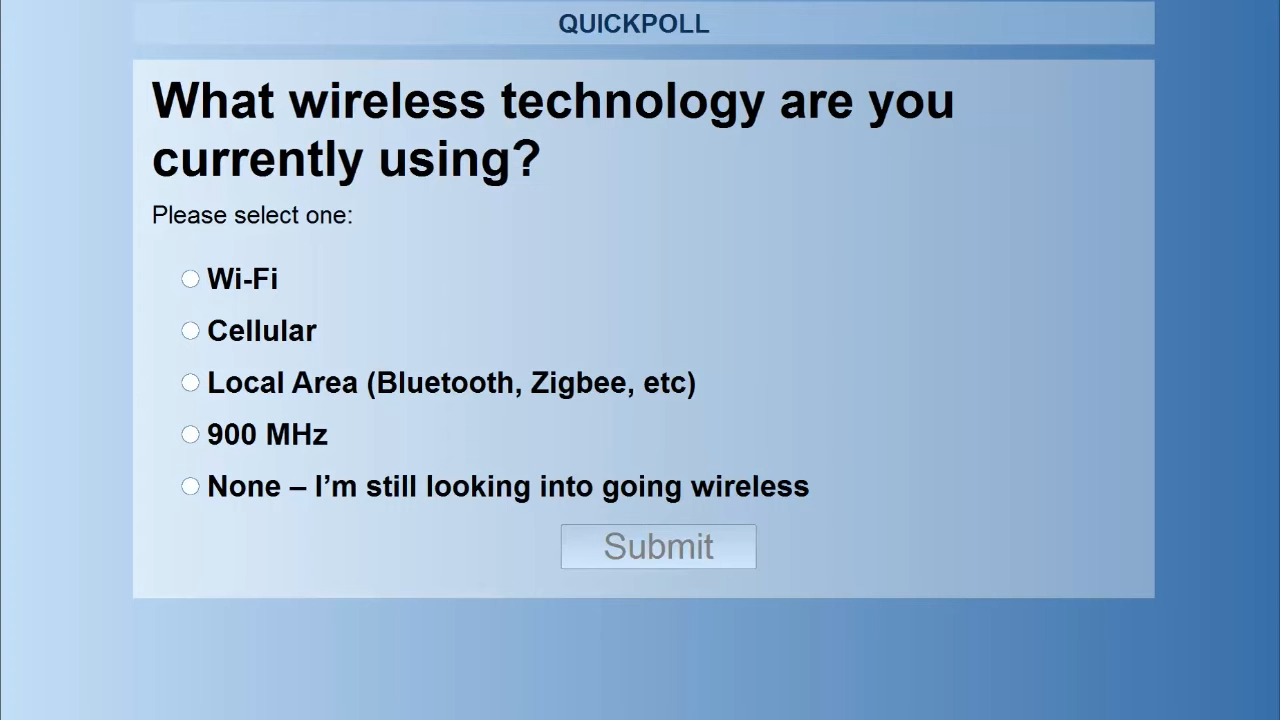 QUICKPOLL
What wireless technology are you
currently using?
Please select one:
Wi-Fi
Cellular
Local Area (Bluetooth, Zigbee, etc)
900 MHz
None – I’m still looking into going wireless
Submit